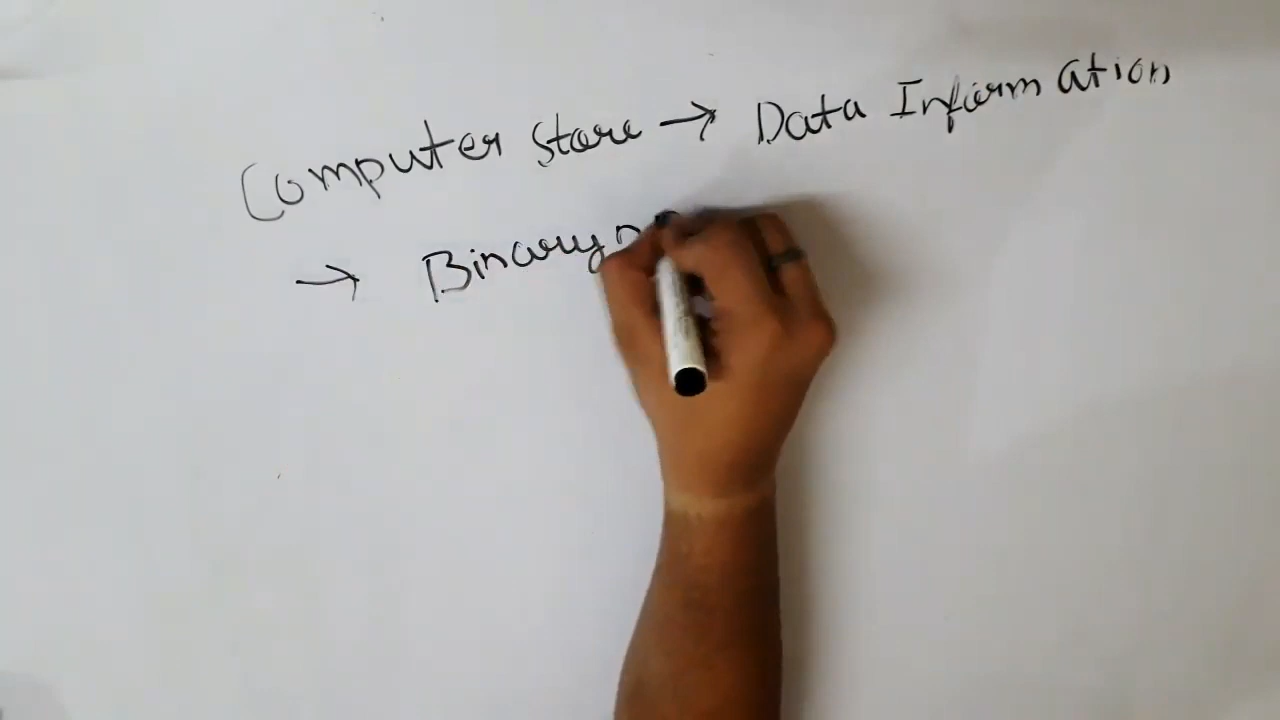 Computer store → Data Information
→ Binary